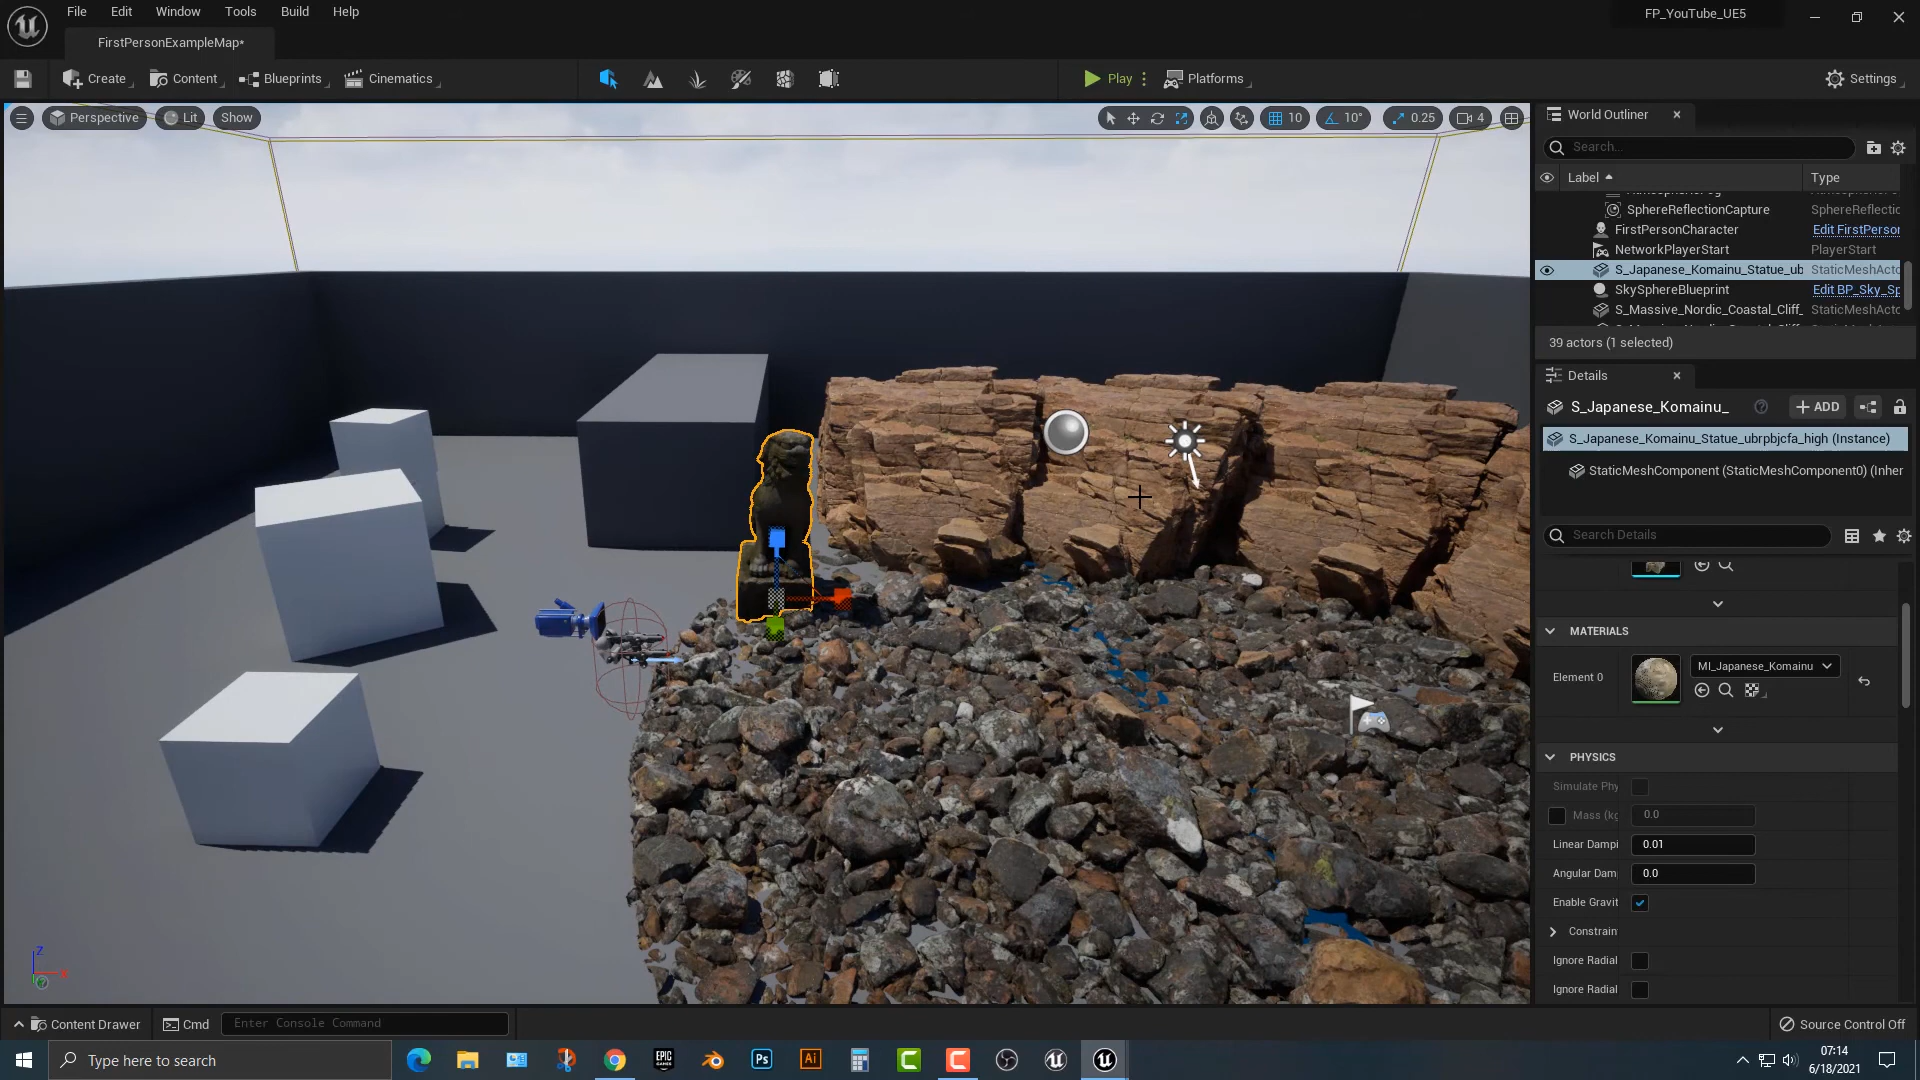 File Edit Window Tools Build Help
FP_YouTube_UE5
FirstPersonExampleMap*
Create Content Blueprints Cinematics Play Platforms Settings
Perspective Lit Show 10 10° 0.25 4
World Outliner
Search...
Label Type
SphereReflectionCapture SphereReflectic
FirstPersonCharacter Edit FirstPerson
NetworkPlayerStart PlayerStart
S_Japanese_Komainu_Statue_ub StaticMeshActo
SkySphereBlueprint Edit BP_Sky_Sp
S_Massive_Nordic_Coastal_Cliff_ StaticMeshActo
39 actors (1 selected)
Details
S_Japanese_Komainu_ ADD
S_Japanese_Komainu_Statue_ubrpbjcfa_high (Instance)
StaticMeshComponent (StaticMeshComponent0) (Inher
Search Details
MATERIALS
Element 0 MI_Japanese_Komainu
PHYSICS
Simulate Phy
Mass (kg 0.0
Linear Dampi 0.01
Angular Dam 0.0
Enable Gravit
Constrain
Ignore Radial
Ignore Radial
Z
Content Drawer Cmd Enter Console Command Source Control Off
Type here to search
EPIC GAMES
Ps
Ai
07:14
6/18/2021